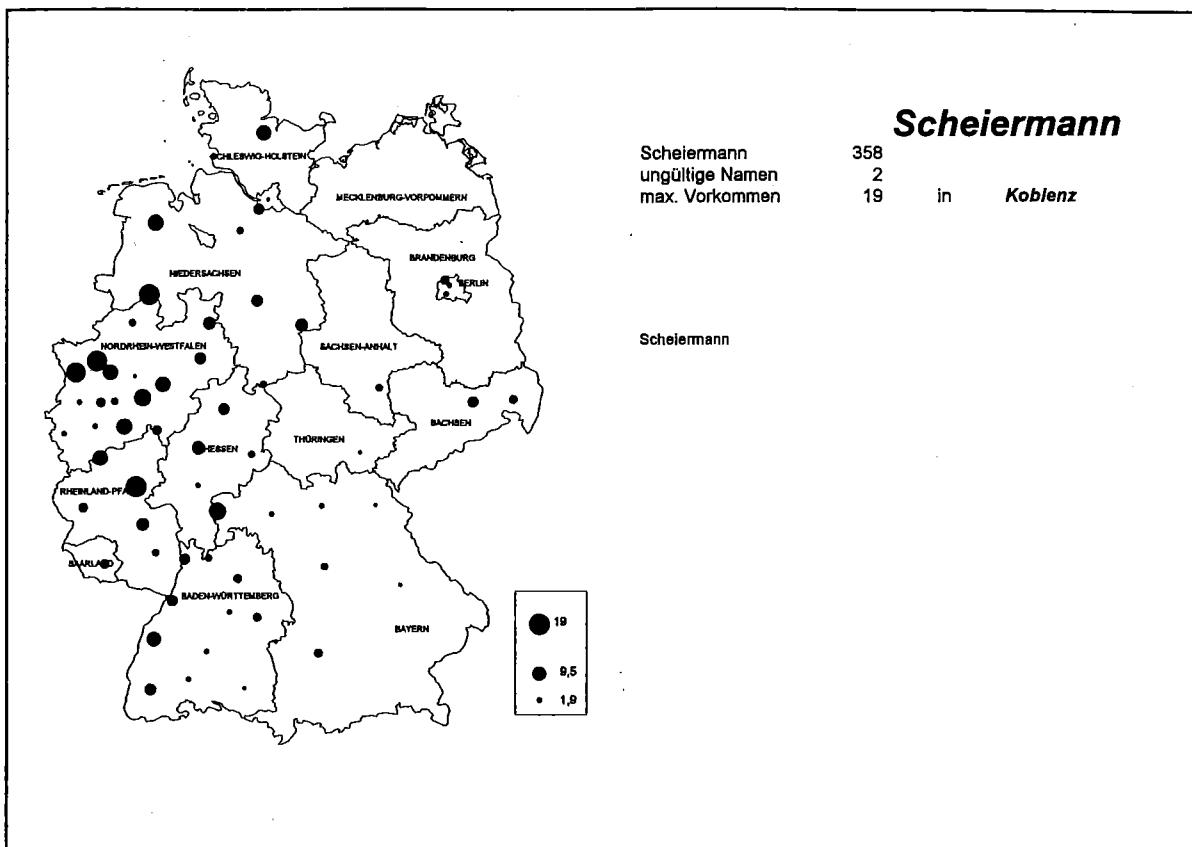 Scheiermann
Scheiermann 358
ungültige Namen 2
max. Vorkommen 19 in Koblenz
Scheiermann
SCHLESWIG-HOLSTEIN
MECKLENBURG-VORPOMMERN
BRANDENBURG
BERLIN
NIEDERSACHSEN
NORDRHEIN-WESTFALEN
SACHSEN-ANHALT
SACHSEN
THÜRINGEN
HESSEN
RHEINLAND-PFA
SAARLAND
BADEN-WÜRTTEMBERG
BAYERN
19
9,5
1,9